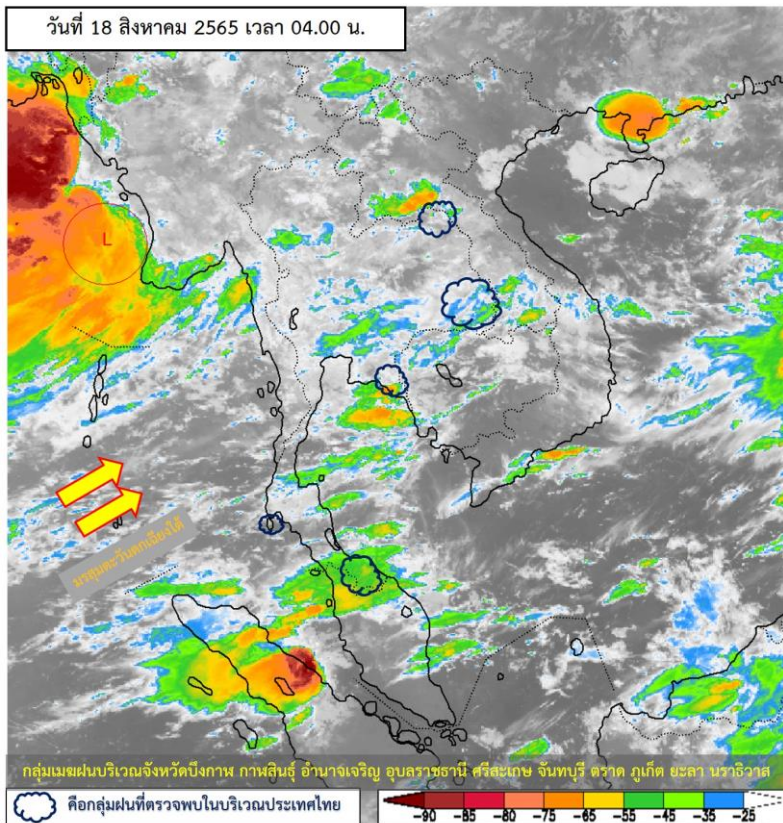 วันที่ 18 สิงหาคม 2565 เวลา 04.00 น.
L
มรสุมตะวันตกเฉียงใต้
กลุ่มเมฆฝนบริเวณจังหวัดบึงกาฬ กาฬสินธุ์ อำนาจเจริญ อุบลราชธานี ศรีสะเกษ จันทบุรี ตราด ภูเก็ต ยะลา นราธิวาส
คือกลุ่มฝนที่ตรวจพบในบริเวณประเทศไทย
-90 -85 -80 -75 -65 -55 -45 -35 -25